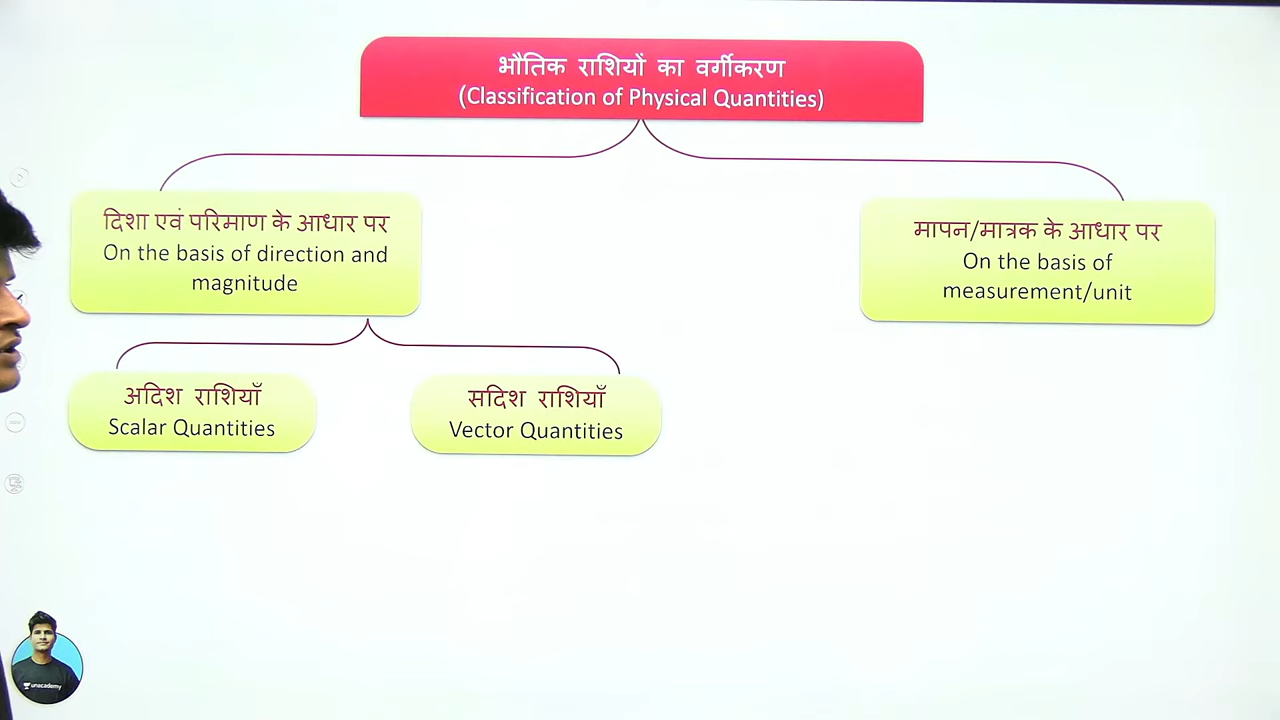 भौतिक राशियों का वर्गीकरण
(Classification of Physical Quantities)
दिशा एवं परिमाण के आधार पर
On the basis of direction and
magnitude
मापन/मात्रक के आधार पर
On the basis of
measurement/unit
अदिश राशियाँ
Scalar Quantities
सदिश राशियाँ
Vector Quantities
unacademy